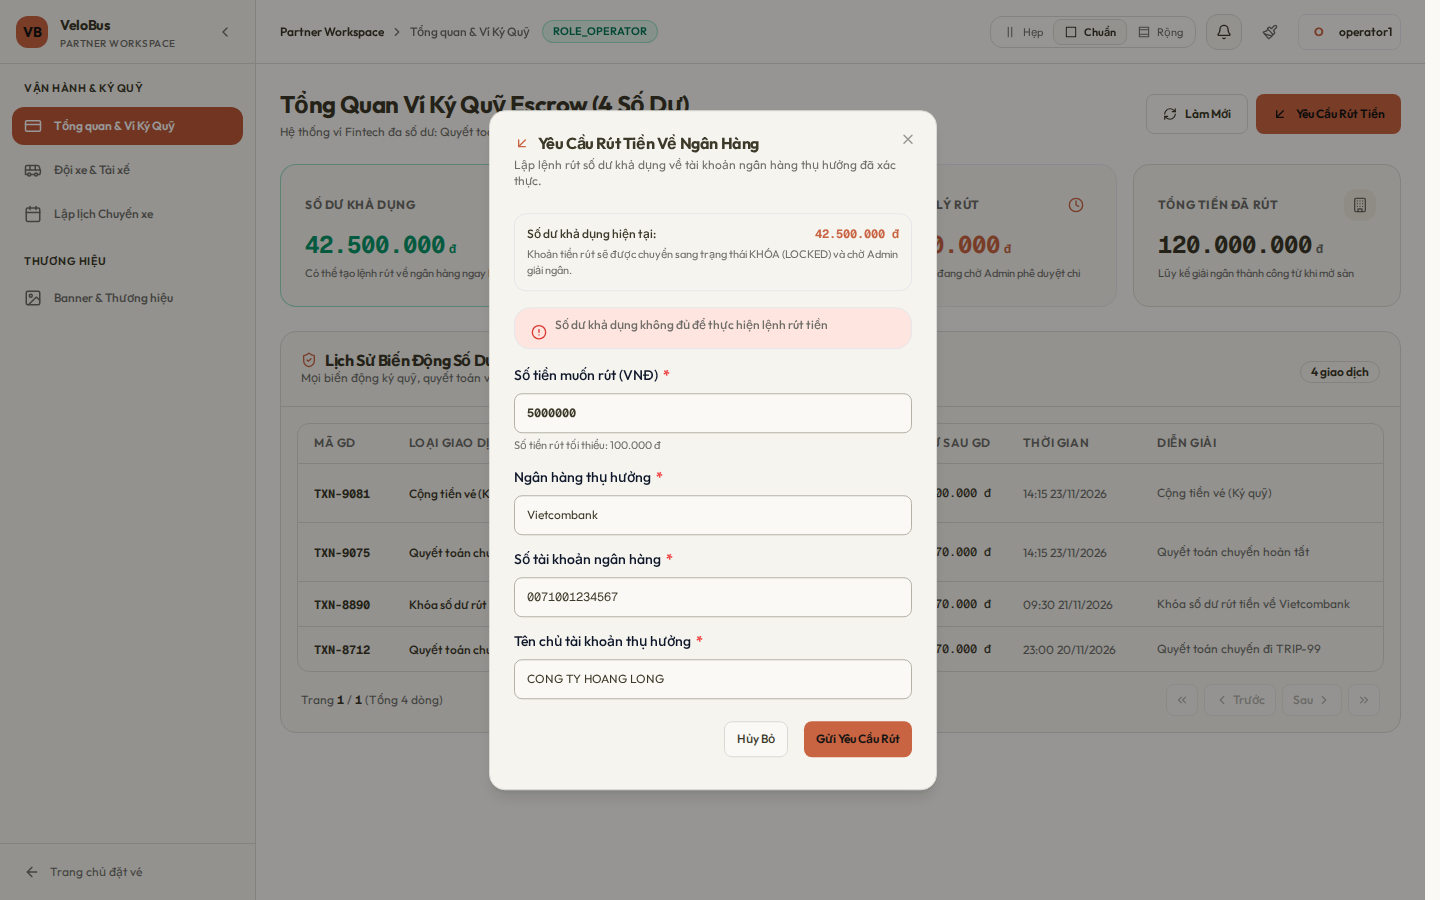 VB
VeloBus
PARTNER WORKSPACE
VẬN HÀNH & KÝ QUỸ
Tổng quan & Ví Ký Quỹ
Đội xe & Tài xế
Lập lịch Chuyến xe
THƯƠNG HIỆU
Banner & Thương hiệu
Trang chủ đặt vé
Partner Workspace > Tổng quan & Ví Ký Quỹ ROLE_OPERATOR
Hẹp Chuẩn Rộng operator1
Tổng Quan Ví Ký Quỹ Escrow (4 Số Dư)
Hệ thống ví Fintech đa số dư: Quyết
Làm Mới
Yêu Cầu Rút Tiền
SỐ DƯ KHẢ DỤNG
42.500.000 đ
Có thể tạo lệnh rút về ngân hàng ngay
LÝ RÚT
0.000 đ
đang chờ Admin phê duyệt chi
TỔNG TIỀN ĐÃ RÚT
120.000.000 đ
Lũy kế giải ngân thành công từ khi mở sàn
Lịch Sử Biến Động Số Dư
Mọi biến động ký quỹ, quyết toán
4 giao dịch
MÃ GD LOẠI GIAO SAU GD THỜI GIAN DIỄN GIẢI
TXN-9081 Cộng tiền vé 00.000 đ 14:15 23/11/2026 Cộng tiền vé (Ký quỹ)
TXN-9075 Quyết toán 70.000 đ 14:15 23/11/2026 Quyết toán chuyến hoàn tất
TXN-8890 Khóa số dư rút 70.000 đ 09:30 21/11/2026 Khóa số dư rút tiền về Vietcombank
TXN-8712 Quyết toán 70.000 đ 23:00 20/11/2026 Quyết toán chuyến đi TRIP-99
Trang 1 / 1 (Tổng 4 dòng)
« Trước Sau »
Yêu Cầu Rút Tiền Về Ngân Hàng
Lập lệnh rút số dư khả dụng về tài khoản ngân hàng thụ hưởng đã xác
thực.
Số dư khả dụng hiện tại: 42.500.000 đ
Khoản tiền rút sẽ được chuyển sang trạng thái KHÓA (LOCKED) và chờ Admin
giải ngân.
Số dư khả dụng không đủ để thực hiện lệnh rút tiền
Số tiền muốn rút (VNĐ) *
5000000
Số tiền rút tối thiểu: 100.000 đ
Ngân hàng thụ hưởng *
Vietcombank
Số tài khoản ngân hàng *
0071001234567
Tên chủ tài khoản thụ hưởng *
CONG TY HOANG LONG
Hủy Bỏ
Gửi Yêu Cầu Rút